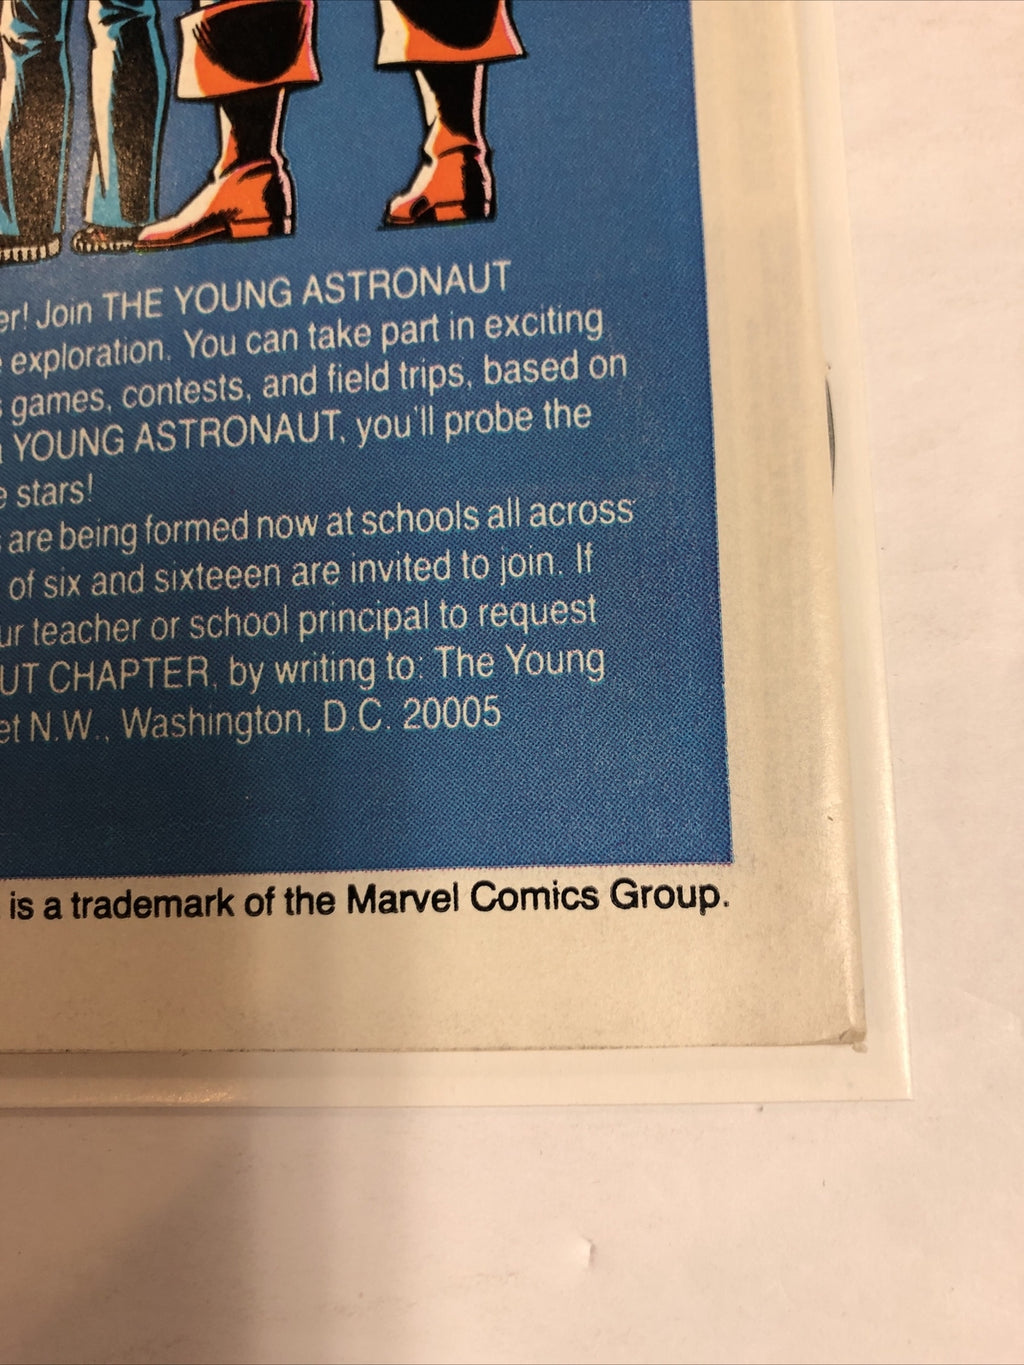 er! Join THE YOUNG ASTRONAUT
exploration. You can take part in exciting
games, contests, and field trips, based on
YOUNG ASTRONAUT, you'll probe the
stars!
are being formed now at schools all across
of six and sixteeen are invited to join. If
ur teacher or school principal to request
UT CHAPTER, by writing to: The Young
et N.W., Washington, D.C. 20005
is a trademark of the Marvel Comics Group.